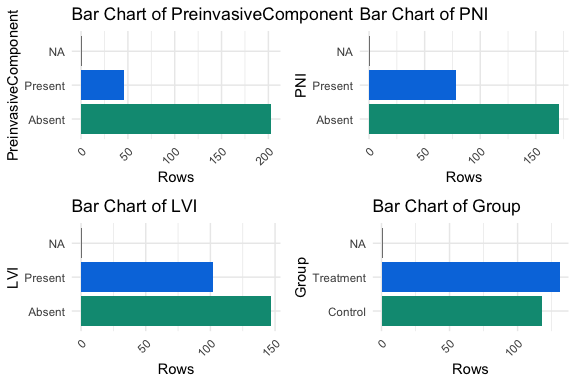 Bar Chart of PreinvasiveComponent
PreinvasiveComponent
NA
Present
Absent
0
50
100
150
200
Rows
Bar Chart of PNI
PNI
NA
Present
Absent
0
50
100
150
Rows
Bar Chart of LVI
LVI
NA
Present
Absent
0
50
100
150
Rows
Bar Chart of Group
Group
NA
Treatment
Control
0
50
100
Rows